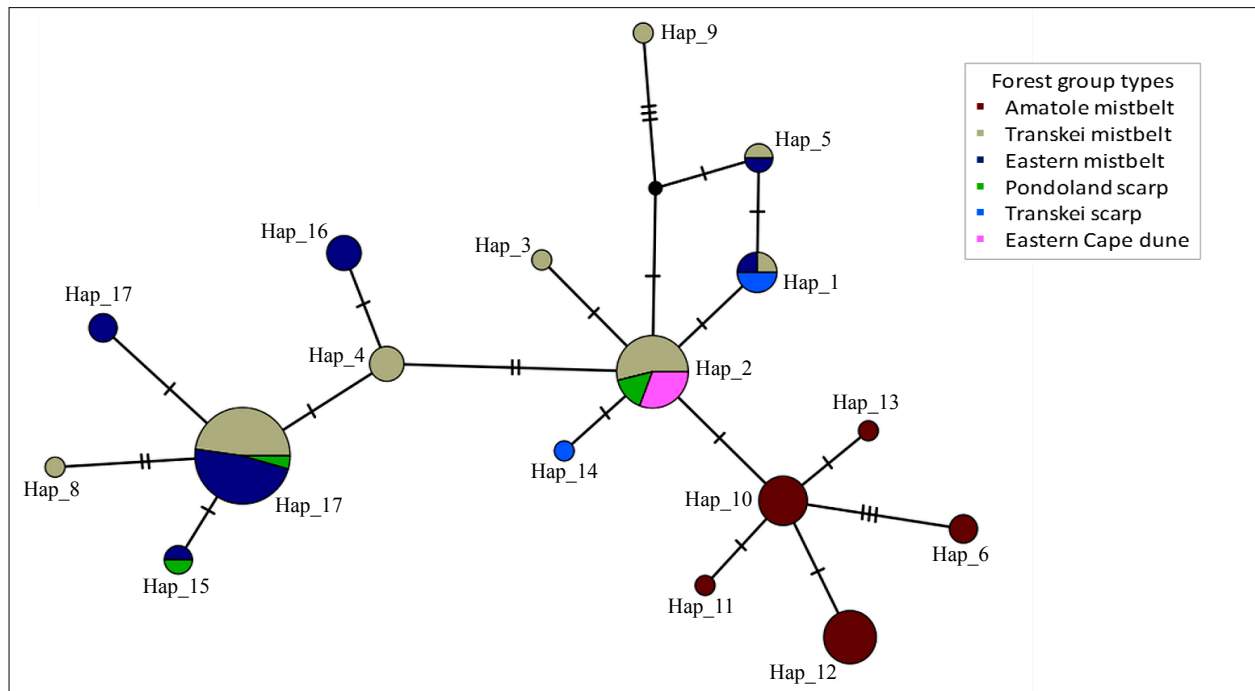 Hap_9
Forest group types
Amatole mistbelt
Transkei mistbelt
Eastern mistbelt
Pondoland scarp
Transkei scarp
Eastern Cape dune
Hap_5
Hap_16
Hap_3
Hap_1
Hap_17
Hap_4
Hap_2
Hap_13
Hap_14
Hap_8
Hap_17
Hap_10
Hap_6
Hap_15
Hap_11
Hap_12